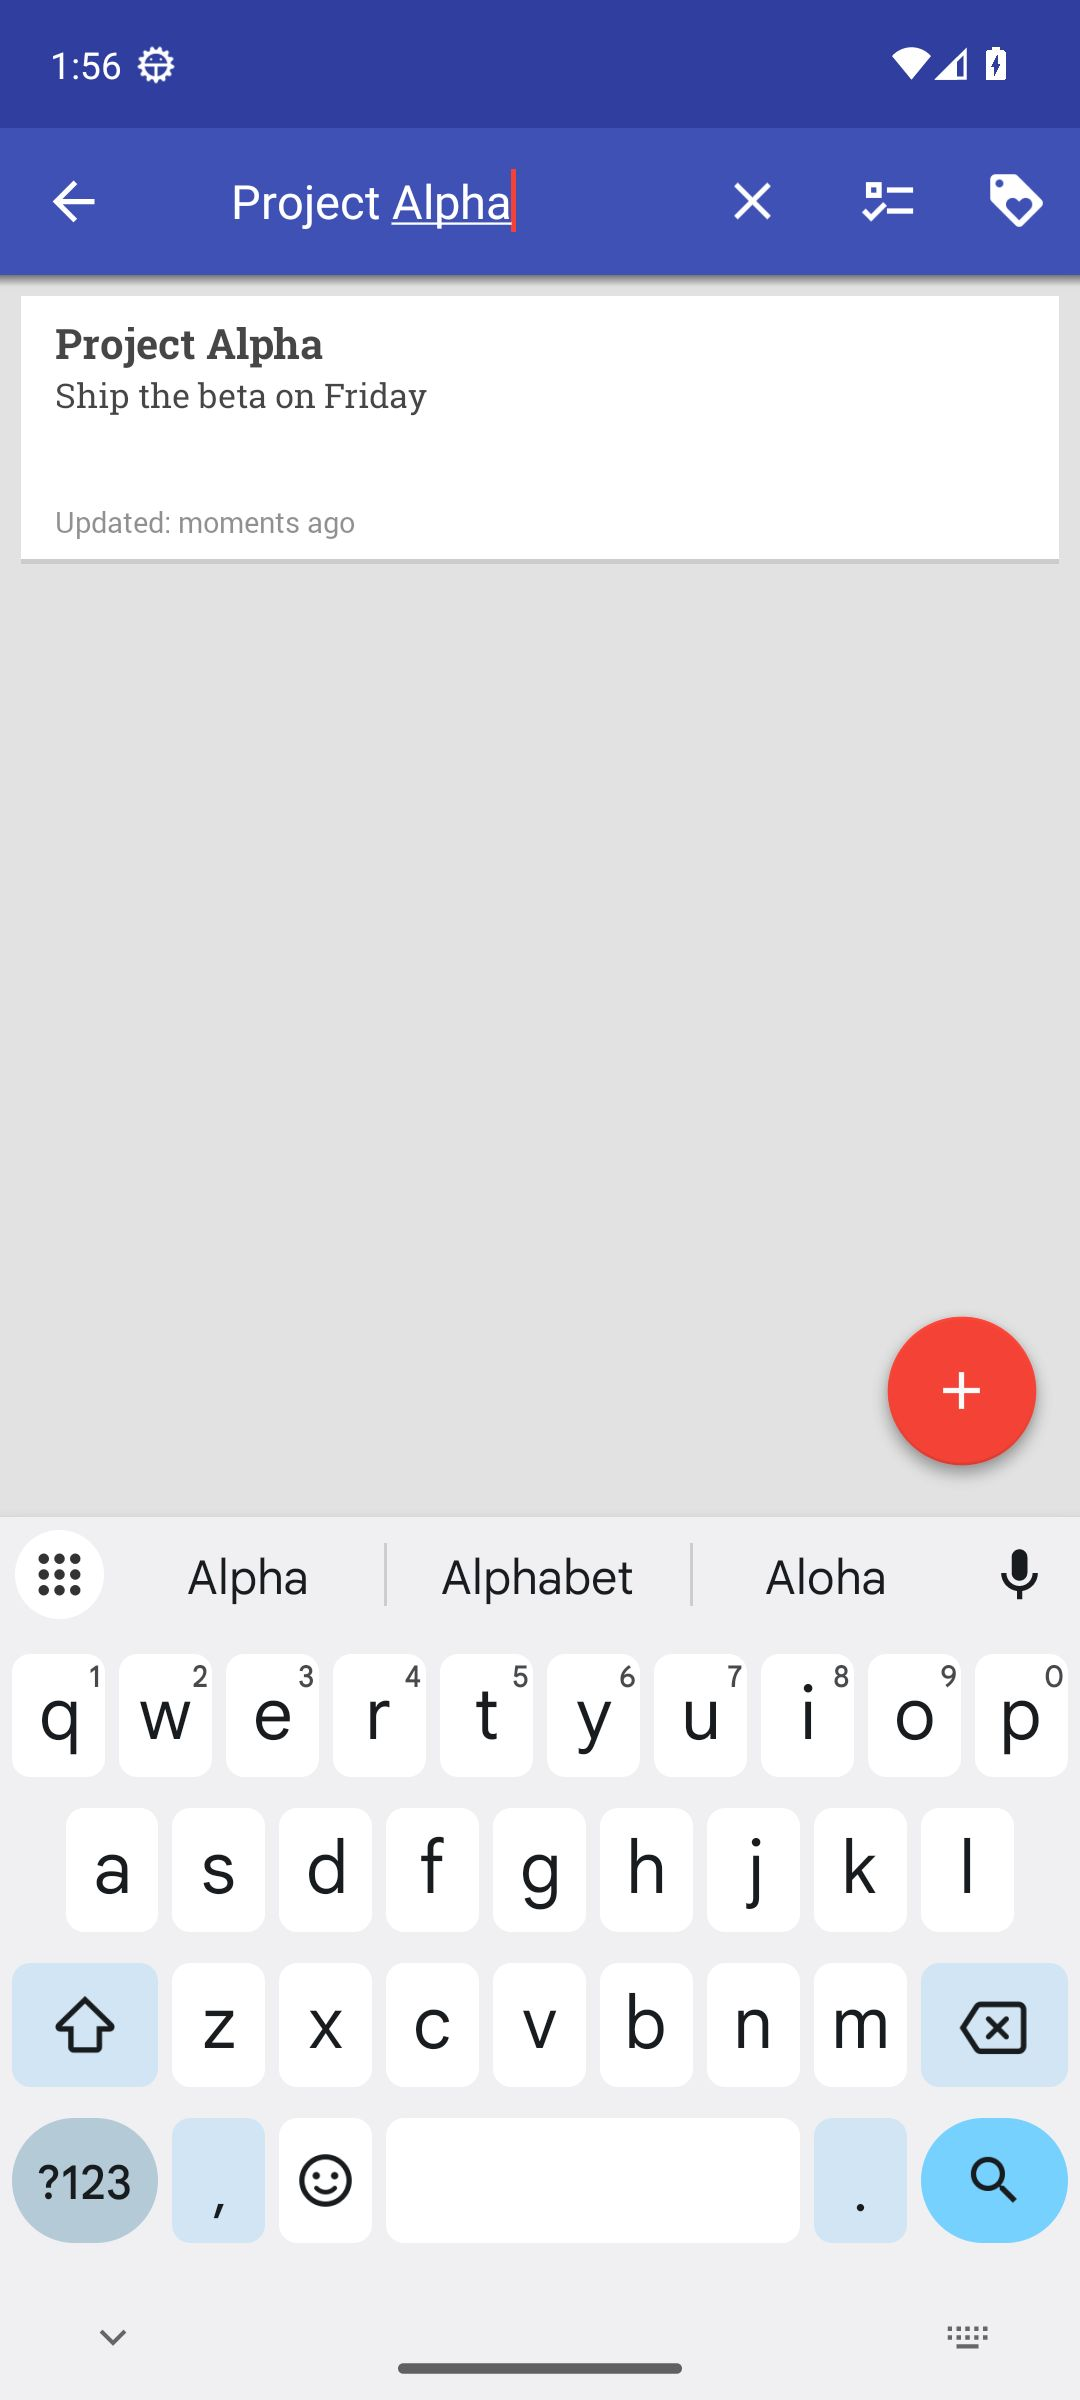 1:56
Project Alpha
Project Alpha
Ship the beta on Friday
Updated: moments ago
Alpha Alphabet Aloha
q1 w2 e3 r4 t5 y6 u7 i8 o9 p0
a s d f g h j k l
z x c v b n m
?123 , .